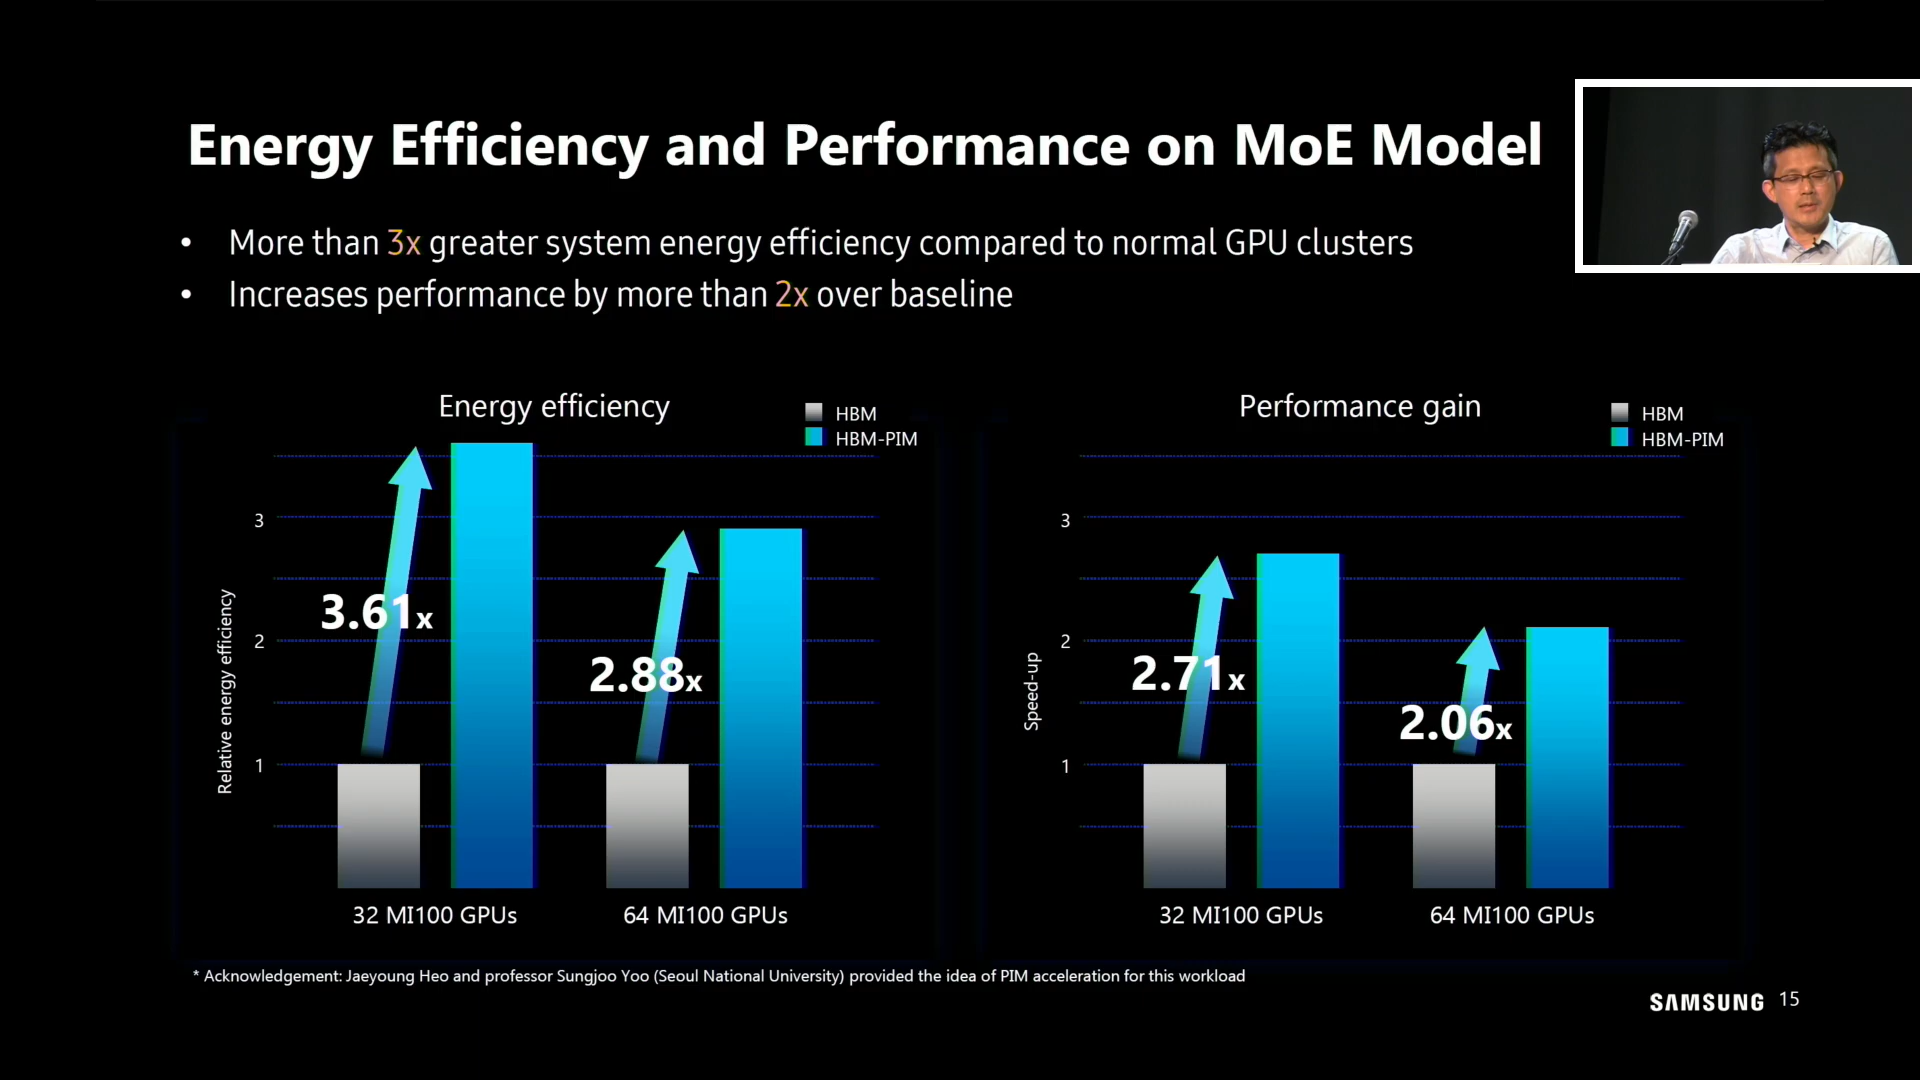 Energy Efficiency and Performance on MoE Model
• More than 3x greater system energy efficiency compared to normal GPU clusters
• Increases performance by more than 2x over baseline
Energy efficiency
HBM
HBM-PIM
3
2
1
Relative energy efficiency
3.61x
2.88x
32 MI100 GPUs
64 MI100 GPUs
Performance gain
HBM
HBM-PIM
3
2
1
Speed-up
2.71x
2.06x
32 MI100 GPUs
64 MI100 GPUs
* Acknowledgement: Jaeyoung Heo and professor Sungjoo Yoo (Seoul National University) provided the idea of PIM acceleration for this workload
SAMSUNG 15